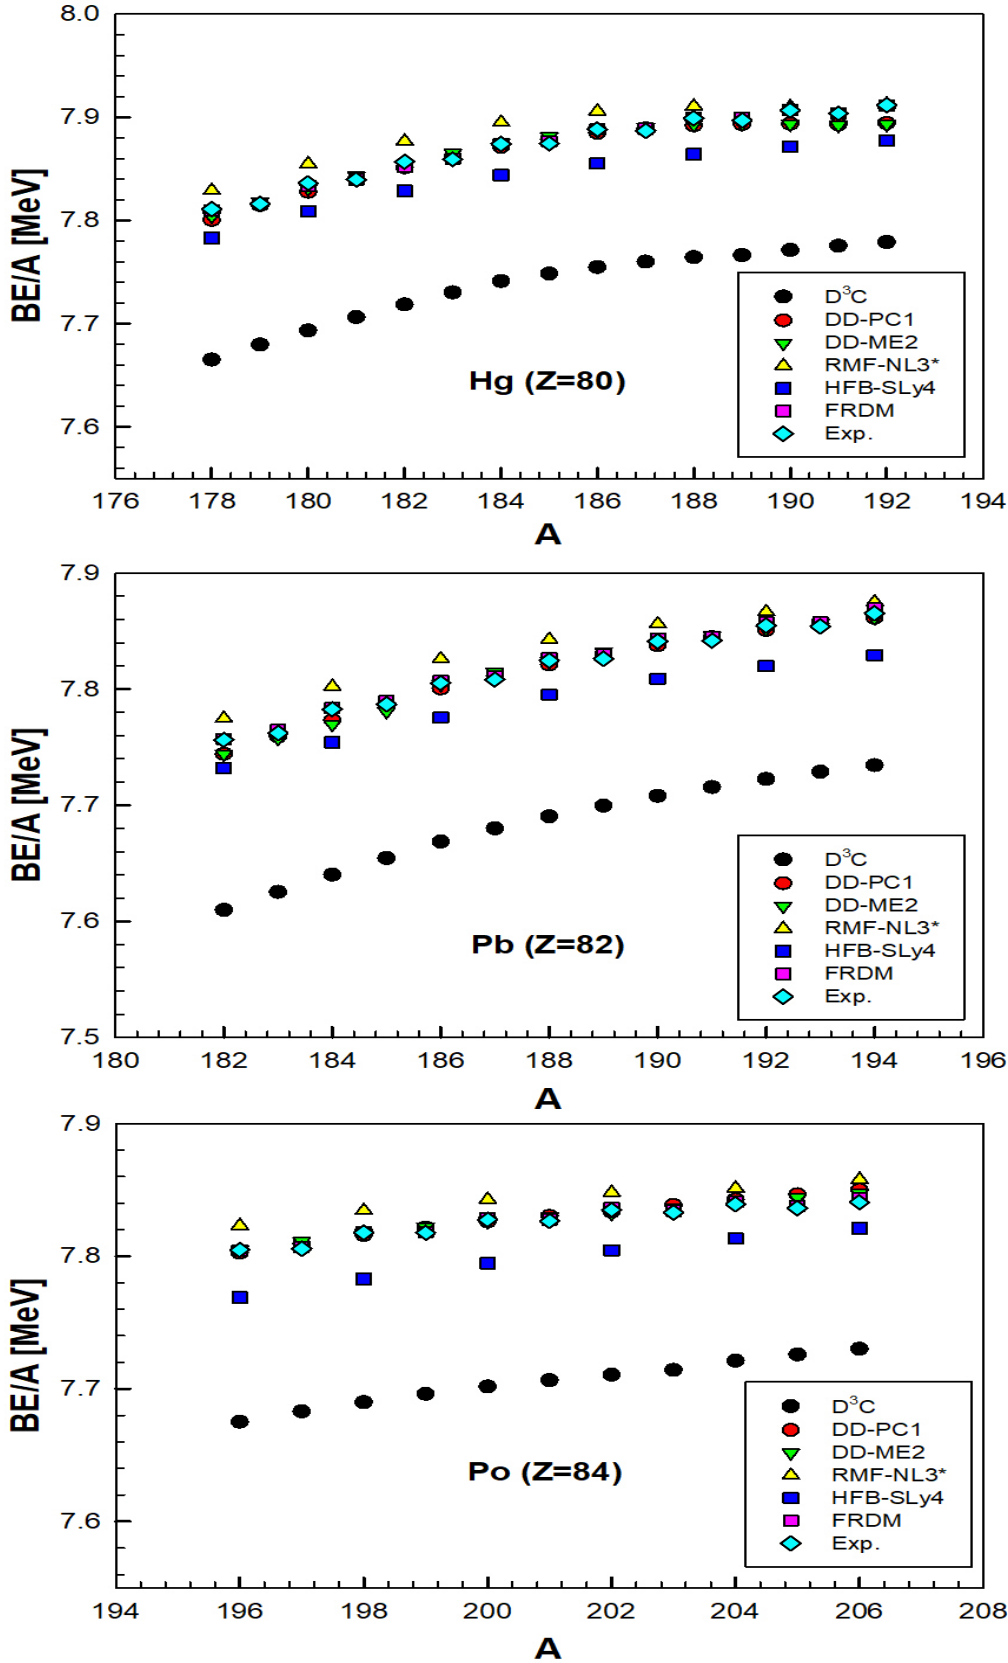 8.0
7.9
7.8
7.7
7.6
BE/A [MeV]
Hg (Z=80)
D³C
DD-PC1
DD-ME2
RMF-NL3*
HFB-SLy4
FRDM
Exp.
176 178 180 182 184 186 188 190 192 194
A
7.9
7.8
7.7
7.6
7.5
BE/A [MeV]
Pb (Z=82)
D³C
DD-PC1
DD-ME2
RMF-NL3*
HFB-SLy4
FRDM
Exp.
180 182 184 186 188 190 192 194 196
A
7.9
7.8
7.7
7.6
BE/A [MeV]
Po (Z=84)
D³C
DD-PC1
DD-ME2
RMF-NL3*
HFB-SLy4
FRDM
Exp.
194 196 198 200 202 204 206 208
A